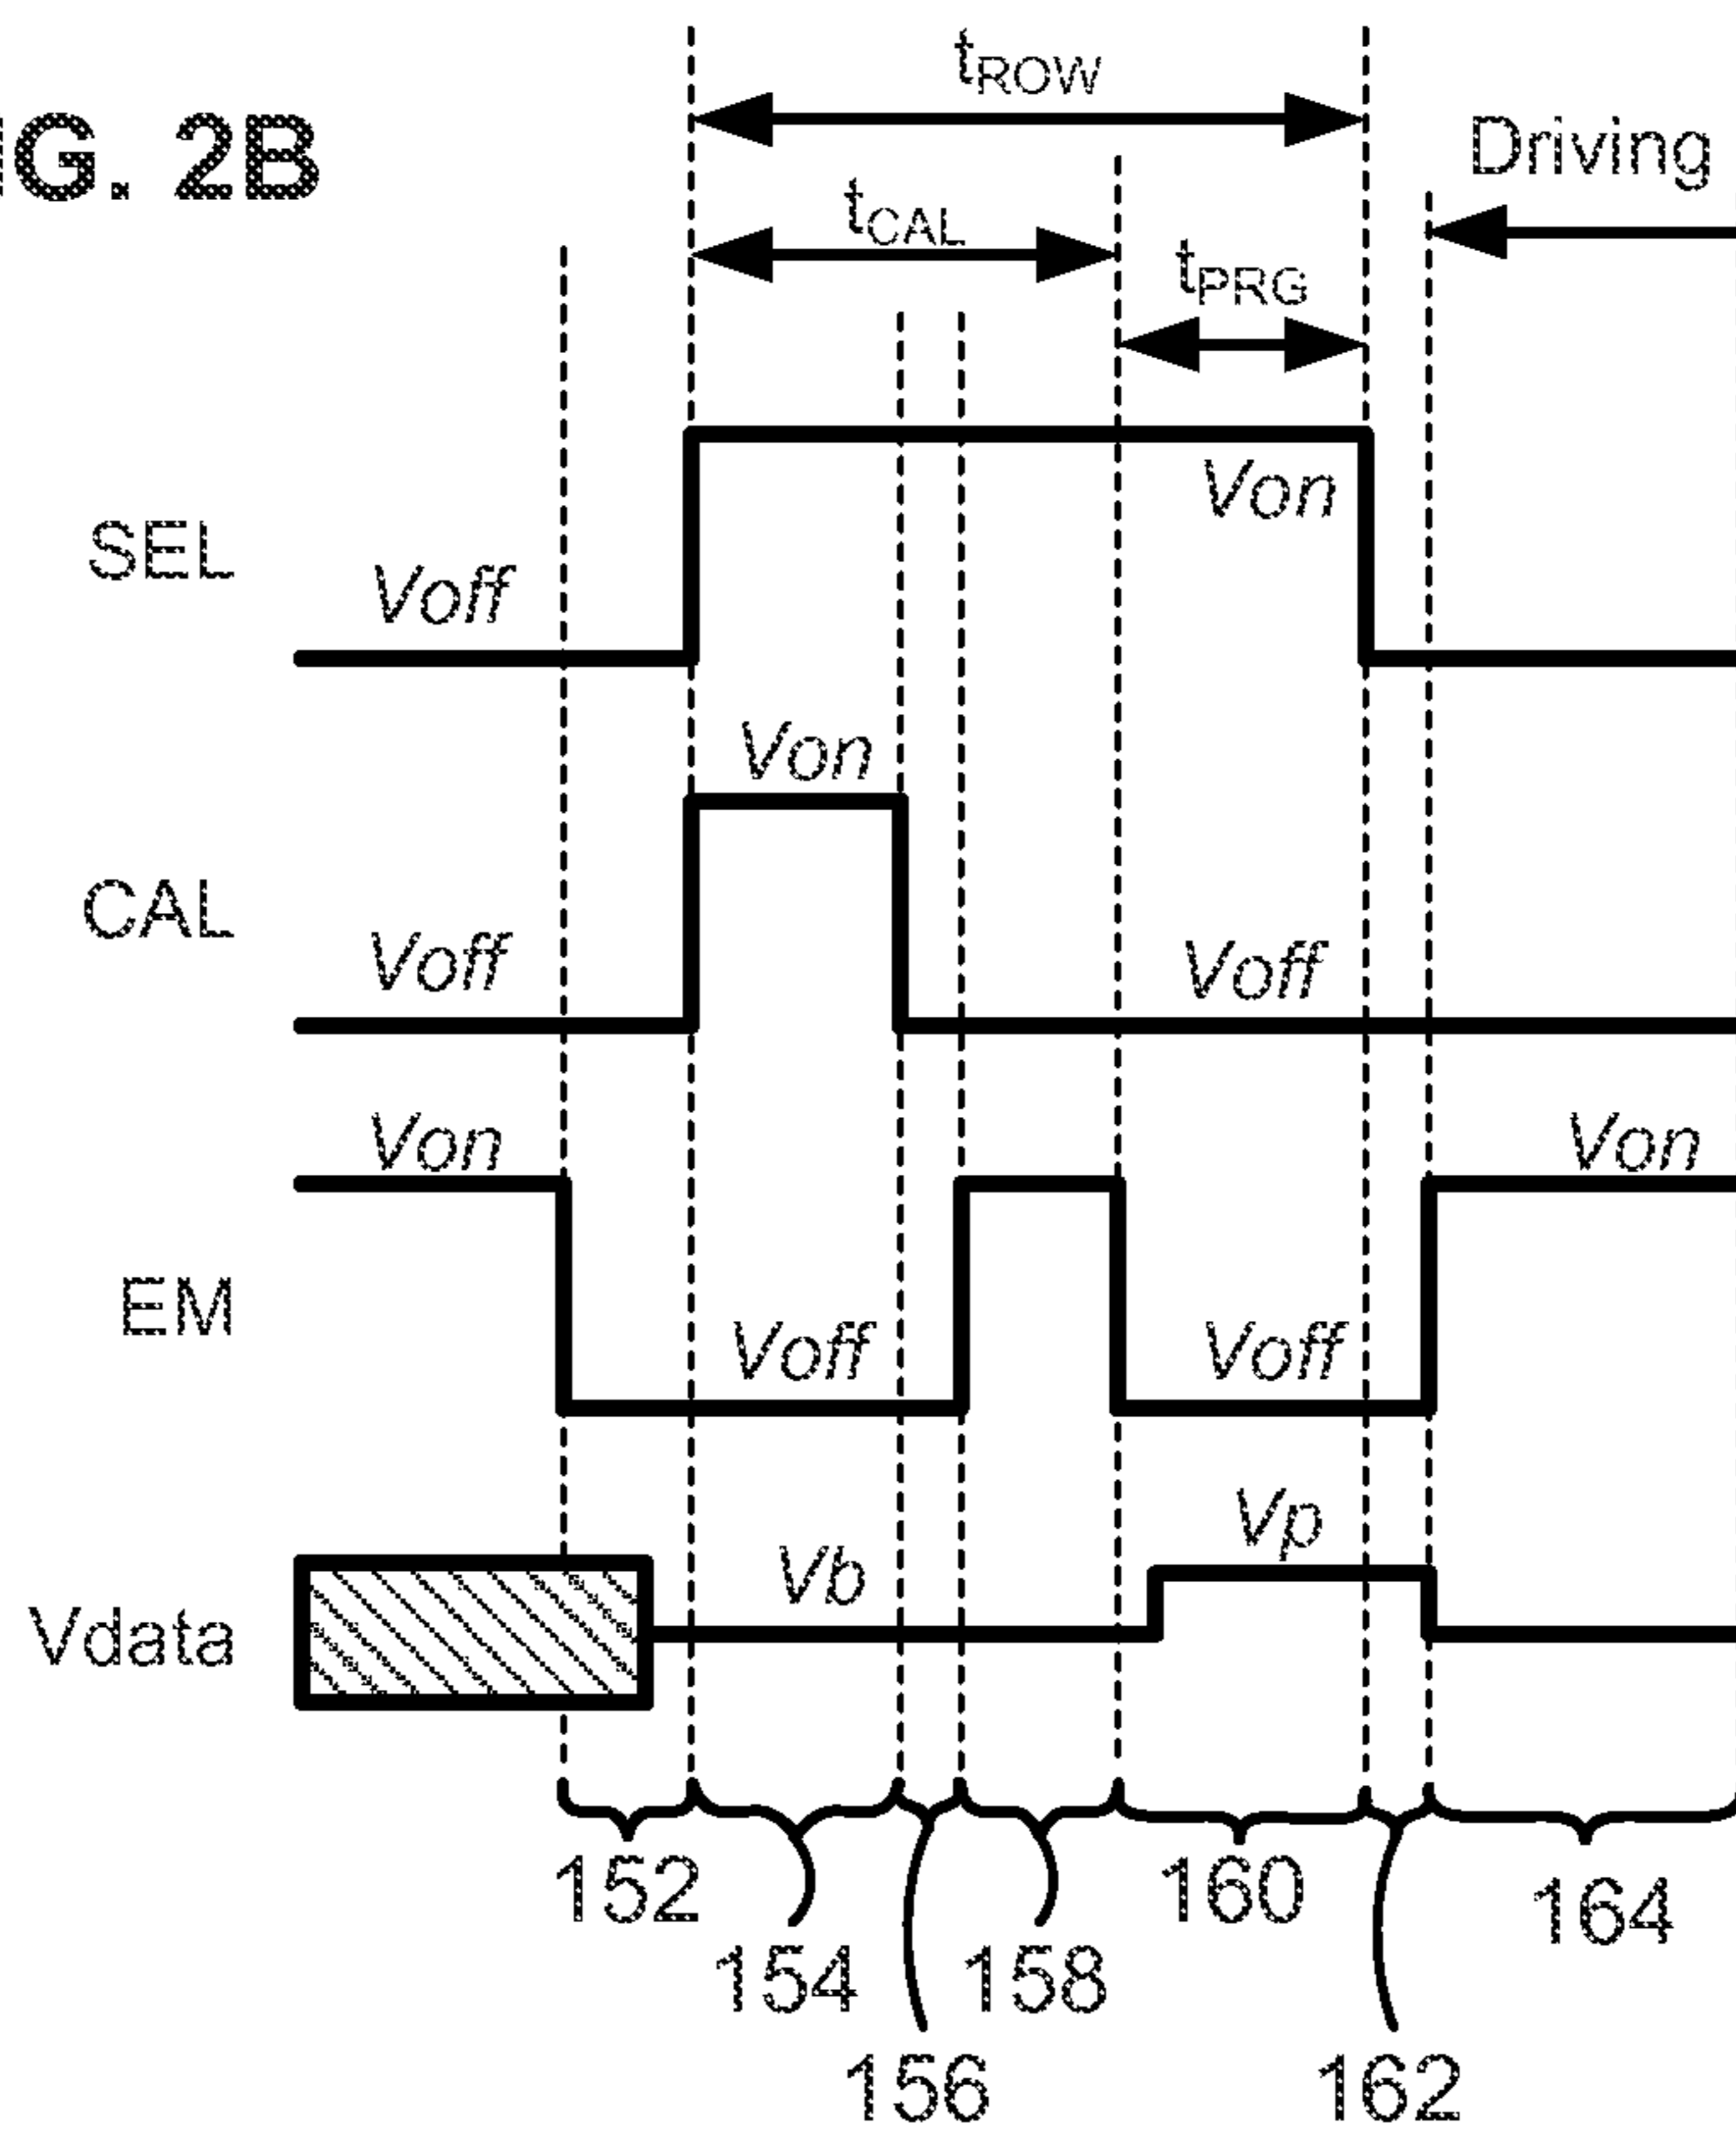 G. 2B
tROW
Driving
tCAL
tPRG
SEL
Voff
Von
CAL
Voff
Von
Voff
EM
Von
Voff
Voff
Von
Vdata
Vb
Vp
152
154
156
158
160
162
164